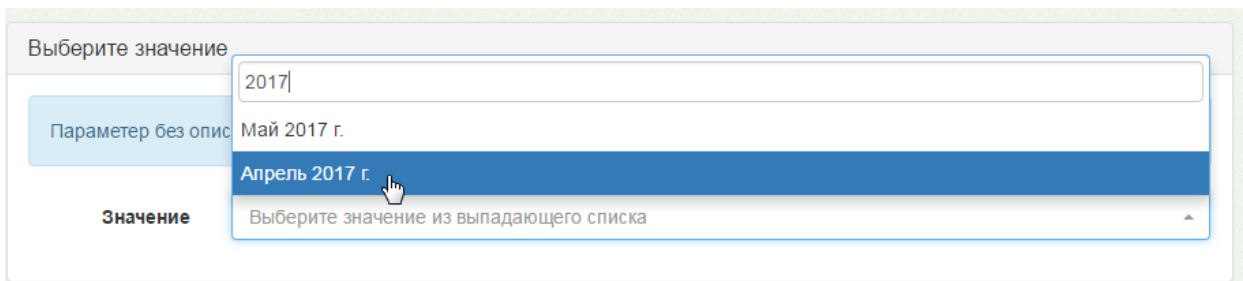 Выберите значение
2017
Параметр без опис
Май 2017 г.
Апрель 2017 г.
Значение
Выберите значение из выпадающего списка